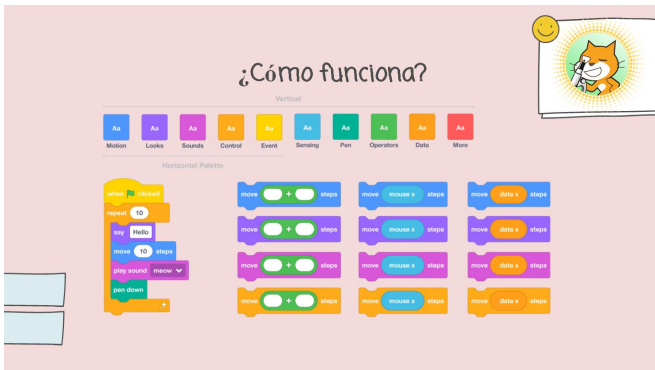 ¿Cómo funciona?
Vertical
Aa Aa Aa Aa Aa Aa Aa Aa Aa Aa
Motion Looks Sounds Control Event Sensing Pen Operators Data More
Horizontal Palette
when clicked
repeat 10
say Hello
move 10 steps
play sound meow
pen down
move + steps move mouse x steps move data x steps
move + steps move mouse x steps move data x steps
move + steps move mouse x steps move data x steps
move + steps move mouse x steps move data x steps